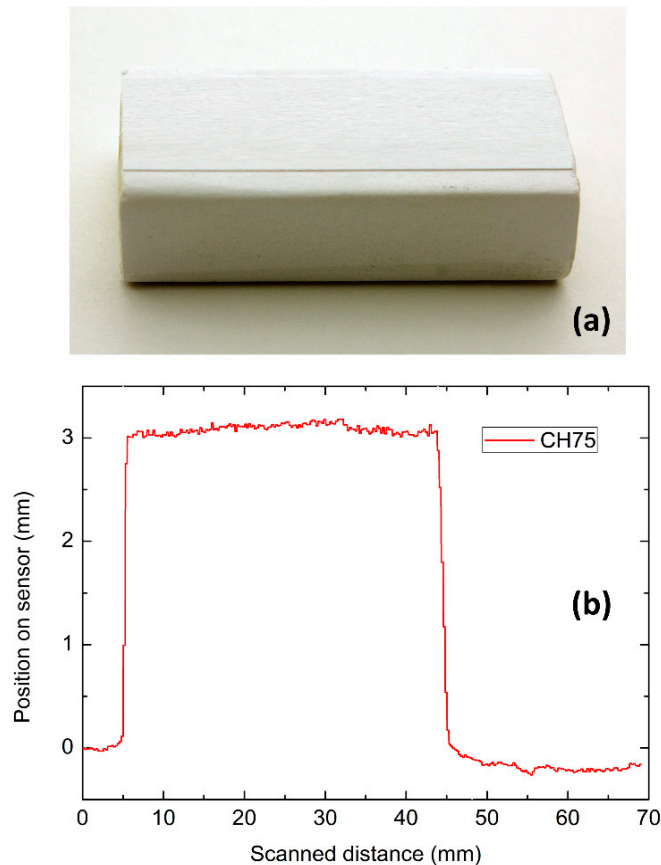 (a)
3
2
1
0
0 10 20 30 40 50 60 70
Position on sensor (mm)
Scanned distance (mm)
CH75
(b)